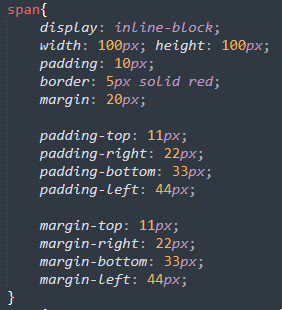 span{
display: inline-block;
width: 100px; height: 100px;
padding: 10px;
border: 5px solid red;
margin: 20px;
padding-top: 11px;
padding-right: 22px;
padding-bottom: 33px;
padding-left: 44px;
margin-top: 11px;
margin-right: 22px;
margin-bottom: 33px;
margin-left: 44px;
}